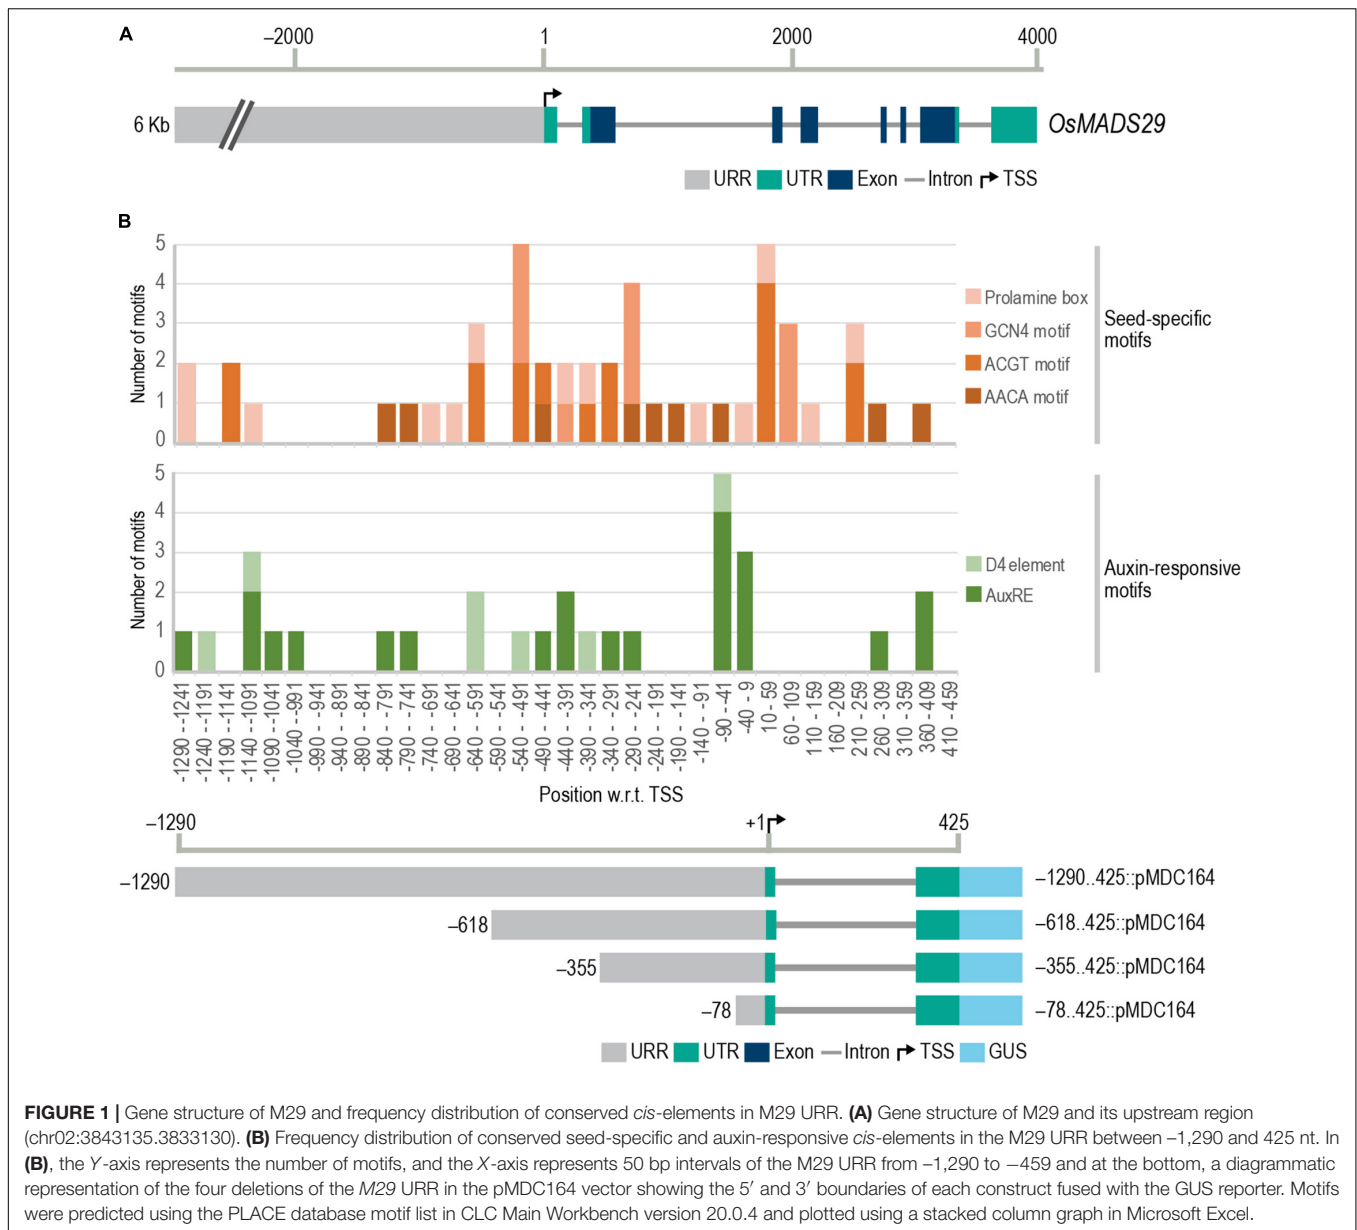 A
–2000 1 2000 4000
6 Kb OsMADS29
URR UTR Exon Intron TSS
B
Number of motifs
5
4
3
2
1
0
Prolamine box
GCN4 motif
ACGT motif
AACA motif
Seed-specific
motifs
Number of motifs
5
4
3
2
1
0
D4 element
AuxRE
Auxin-responsive
motifs
-1290 - -1241
-1240 - -1191
-1190 - -1141
-1140 - -1091
-1090 - -1041
-1040 - -991
-990 - -941
-940 - -891
-890 - -841
-840 - -791
-790 - -741
-740 - -691
-690 - -641
-640 - -591
-590 - -541
-540 - -491
-490 - -441
-440 - -391
-390 - -341
-340 - -291
-290 - -241
-240 - -191
-190 - -141
-140 - -91
-90 - -41
-40 - 9
10 - 59
60 - 109
110 - 159
160 -209
210 - 259
260 - 309
310 - 359
360 - 409
410 - 459
Position w.r.t. TSS
–1290 +1 425
–1290 –1290..425::pMDC164
–618 –618..425::pMDC164
–355 –355..425::pMDC164
–78 –78..425::pMDC164
URR UTR Exon Intron TSS GUS
FIGURE 1 | Gene structure of M29 and frequency distribution of conserved cis-elements in M29 URR. (A) Gene structure of M29 and its upstream region
(chr02:3843135.3833130). (B) Frequency distribution of conserved seed-specific and auxin-responsive cis-elements in the M29 URR between –1,290 and 425 nt. In
(B), the Y-axis represents the number of motifs, and the X-axis represents 50 bp intervals of the M29 URR from –1,290 to –459 and at the bottom, a diagrammatic
representation of the four deletions of the M29 URR in the pMDC164 vector showing the 5′ and 3′ boundaries of each construct fused with the GUS reporter. Motifs
were predicted using the PLACE database motif list in CLC Main Workbench version 20.0.4 and plotted using a stacked column graph in Microsoft Excel.